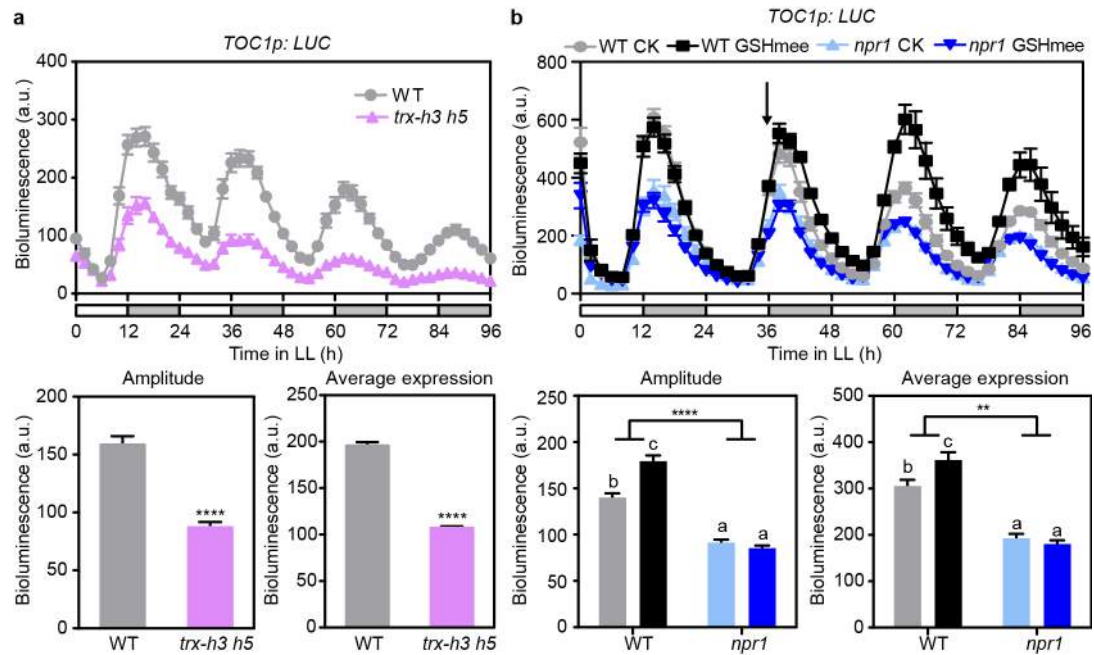 a
TOC1p: LUC
WT
trx-h3 h5
Bioluminescence (a.u.)
400
300
200
100
0
0 12 24 36 48 60 72 84 96
Time in LL (h)
Amplitude
Bioluminescence (a.u.)
200
150
100
50
0
****
WT trx-h3 h5
Average expression
Bioluminescence (a.u.)
250
200
150
100
50
0
****
WT trx-h3 h5
b
TOC1p: LUC
WT CK WT GSHmee npr1 CK npr1 GSHmee
Bioluminescence (a.u.)
800
600
400
200
0
0 12 24 36 48 60 72 84 96
Time in LL (h)
Amplitude
Bioluminescence (a.u.)
250
200
150
100
50
0
****
b c a a
WT npr1
Average expression
Bioluminescence (a.u.)
500
400
300
200
100
0
**
b c a a
WT npr1